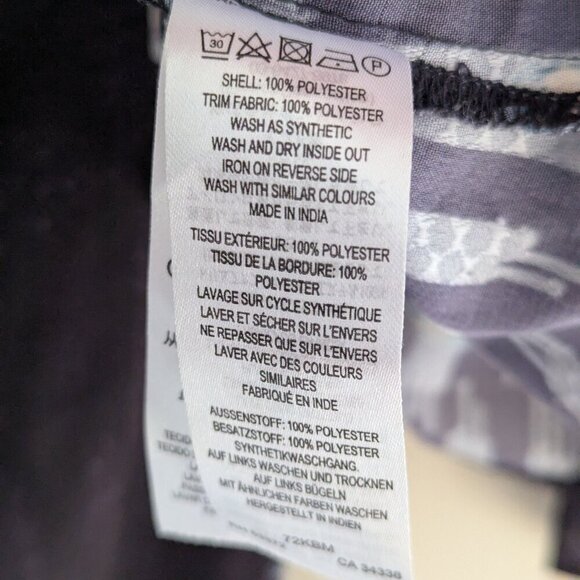 30 P
SHELL: 100% POLYESTER
TRIM FABRIC: 100% POLYESTER
WASH AS SYNTHETIC
WASH AND DRY INSIDE OUT
IRON ON REVERSE SIDE
WASH WITH SIMILAR COLOURS
MADE IN INDIA
TISSU EXTÉRIEUR: 100% POLYESTER
TISSU DE LA BORDURE: 100%
POLYESTER
LAVAGE SUR CYCLE SYNTHÉTIQUE
LAVER ET SÉCHER SUR L'ENVERS
NE REPASSER QUE SUR L'ENVERS
LAVER AVEC DES COULEURS
SIMILAIRES
FABRIQUÉ EN INDE
AUSSENSTOFF: 100% POLYESTER
BESATZSTOFF: 100% POLYESTER
SYNTHETIKWASCHGANG.
AUF LINKS WASCHEN UND TROCKNEN
AUF LINKS BÜGELN
MIT ÄHNLICHEN FARBEN WASCHEN
HERGESTELLT IN INDIEN
72KBM CA 34338